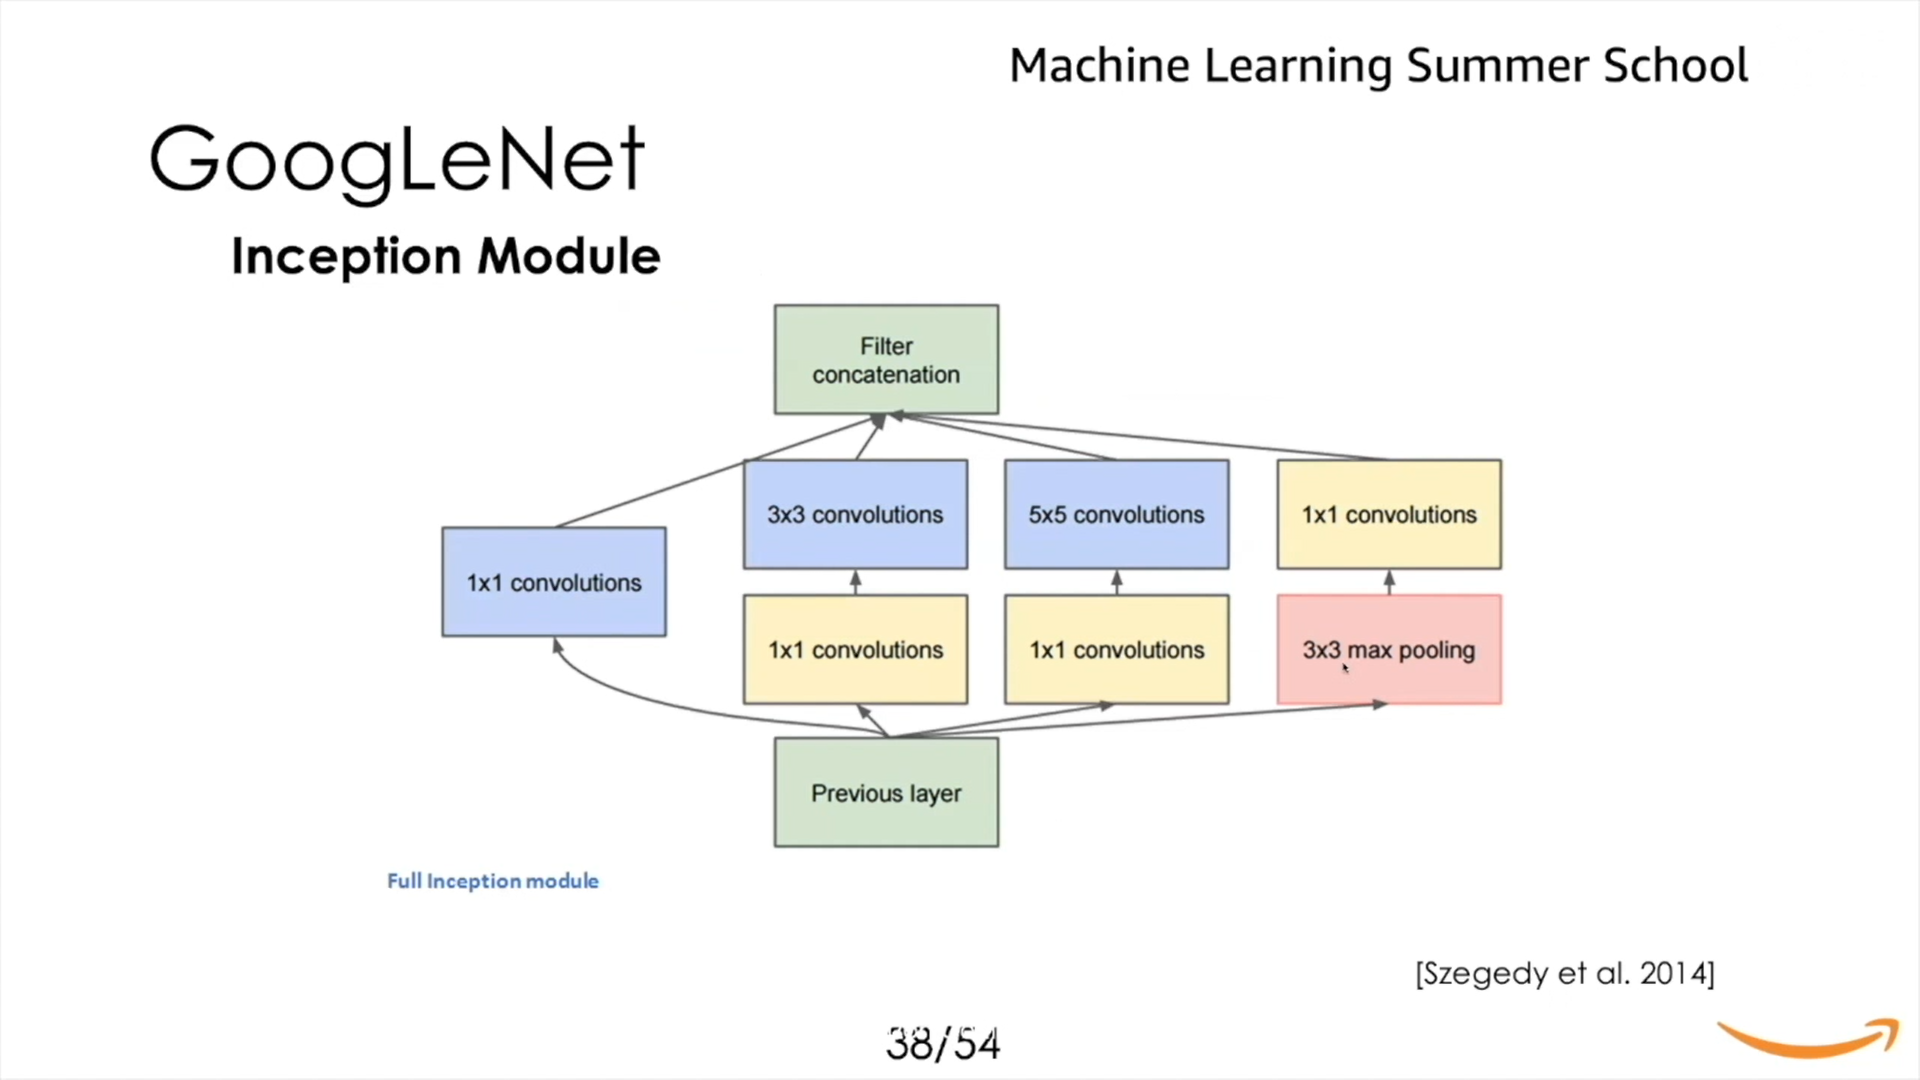 Machine Learning Summer School
GoogLeNet
Inception Module
Filter
concatenation
3x3 convolutions
5x5 convolutions
1x1 convolutions
1x1 convolutions
1x1 convolutions
1x1 convolutions
3x3 max pooling
Previous layer
Full Inception module
[Szegedy et al. 2014]
38/54